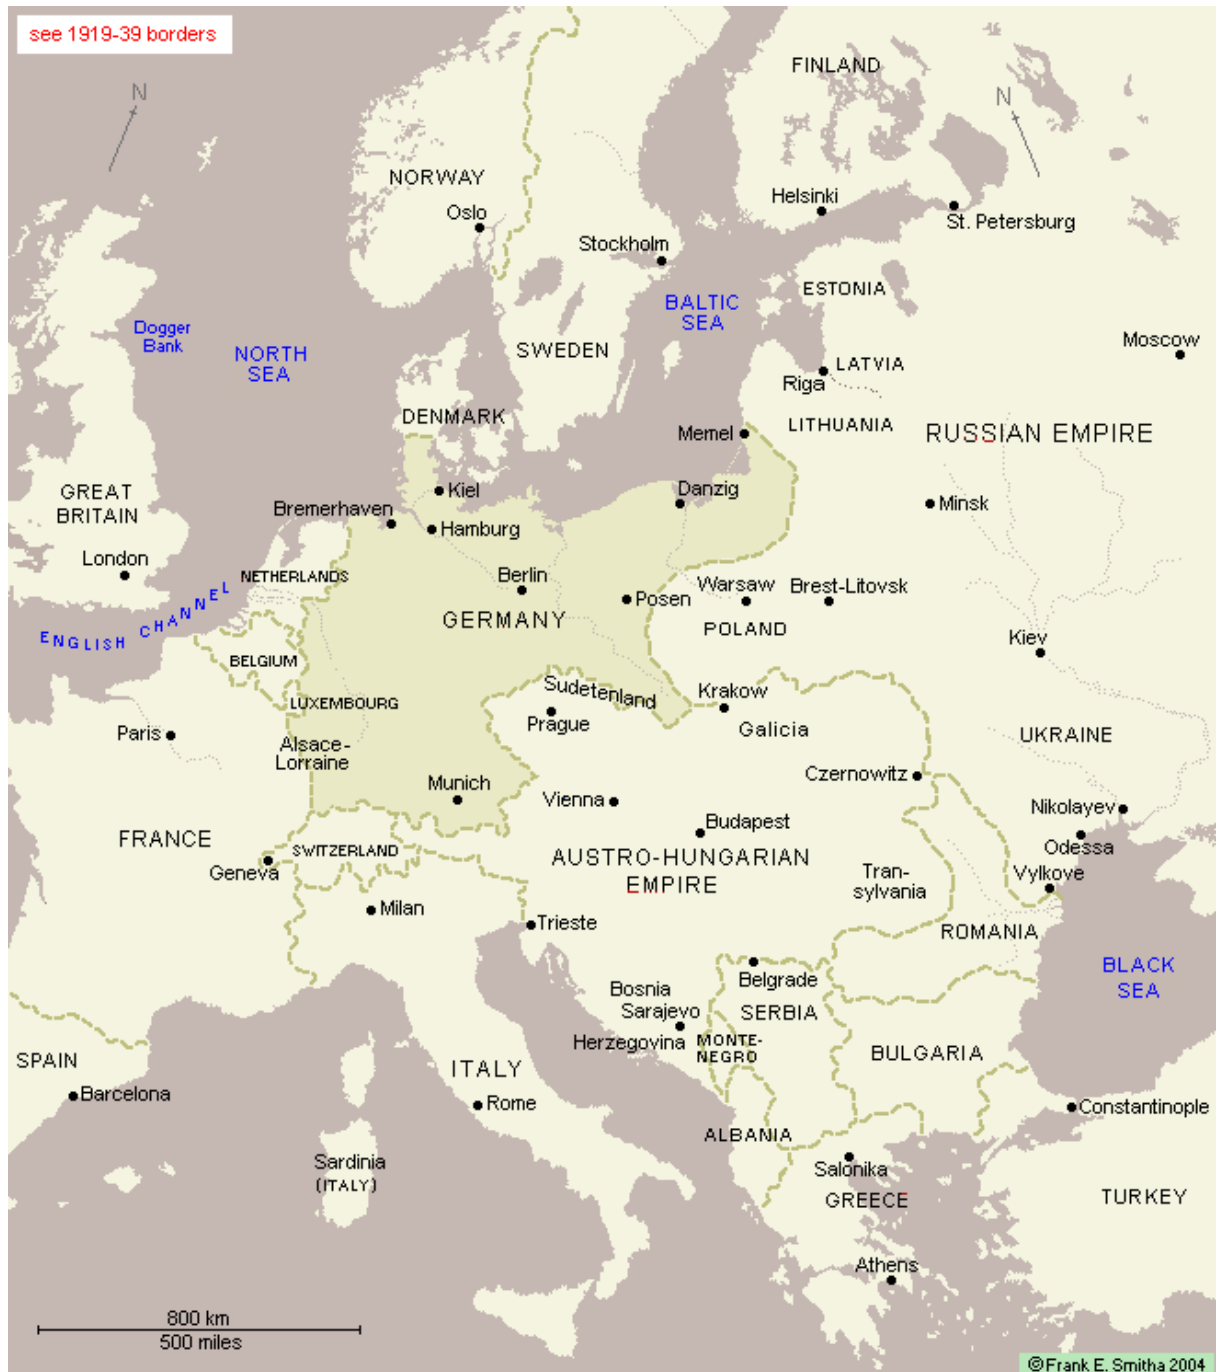 see 1919-39 borders
N
N
FINLAND
NORWAY
Oslo
Helsinki
St. Petersburg
Stockholm
ESTONIA
BALTIC
SEA
Dogger
Bank
NORTH
SEA
SWEDEN
Moscow
LATVIA
Riga
DENMARK
Memel
LITHUANIA
RUSSIAN EMPIRE
GREAT
BRITAIN
Kiel
Danzig
Minsk
Bremerhaven
Hamburg
London
NETHERLANDS
Berlin
Warsaw
Brest-Litovsk
Posen
ENGLISH CHANNEL
GERMANY
POLAND
Kiev
BELGIUM
Sudetenland
Krakow
LUXEMBOURG
Prague
Galicia
Paris
Alsace-
Lorraine
UKRAINE
Czernowitz
Munich
Vienna
Nikolayev
Budapest
FRANCE
SWITZERLAND
Odessa
Geneva
AUSTRO-HUNGARIAN
EMPIRE
Tran-
sylvania
Vylkove
Milan
Trieste
ROMANIA
BLACK
SEA
Belgrade
Bosnia
Sarajevo
Herzegovina
SERBIA
MONTE-
NEGRO
BULGARIA
SPAIN
ITALY
Barcelona
Rome
Constantinople
ALBANIA
Sardinia
(ITALY)
Salonika
GREECE
TURKEY
Athens
800 km
500 miles
©Frank E. Smitha 2004